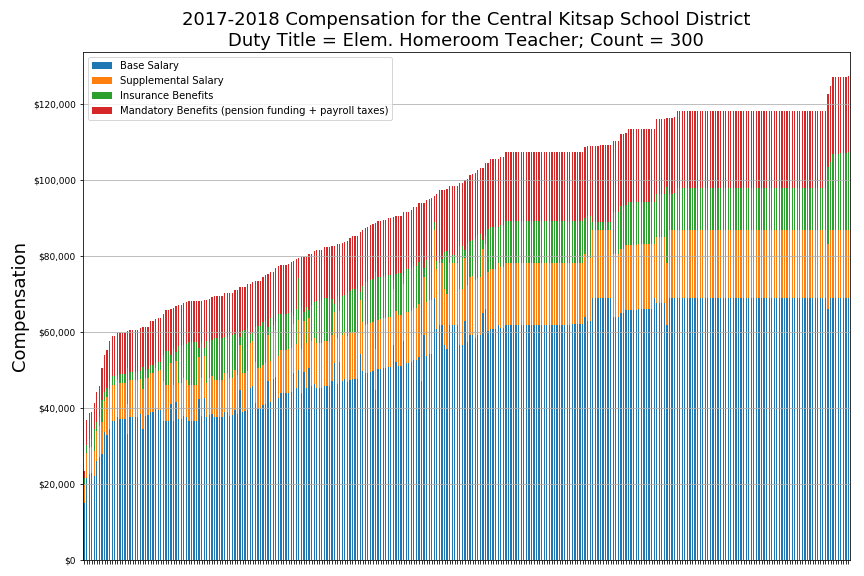 2017-2018 Compensation for the Central Kitsap School District
Duty Title = Elem. Homeroom Teacher; Count = 300
Base Salary
Supplemental Salary
Insurance Benefits
Mandatory Benefits (pension funding + payroll taxes)
$120,000
$100,000
$80,000
$60,000
$40,000
$20,000
$0
Compensation